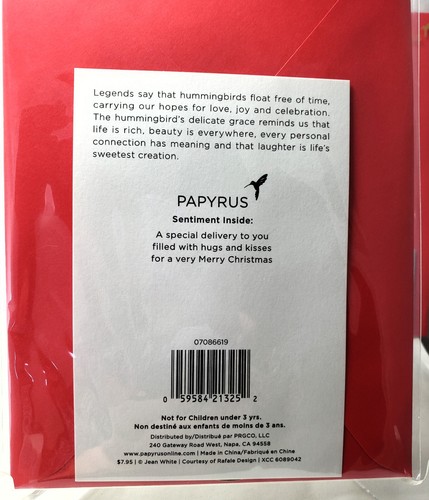 Legends say that hummingbirds float free of time,
carrying our hopes for love, joy and celebration.
The hummingbird's delicate grace reminds us that
life is rich, beauty is everywhere, every personal
connection has meaning and that laughter is life's
sweetest creation.
PAPYRUS
Sentiment Inside:
A special delivery to you
filled with hugs and kisses
for a very Merry Christmas
07086619
0 59584 21325 2
Not for Children under 3 yrs.
Non destiné aux enfants de moins de 3 ans.
Distributed by/Distribué par PRGCO, LLC
240 Gateway Road West, Napa, CA 94558
www.papyrusonline.com | Made in China/Fabriqué en Chine
$7.95 | © Jean White | Courtesy of Rafale Design | XCC 6089042